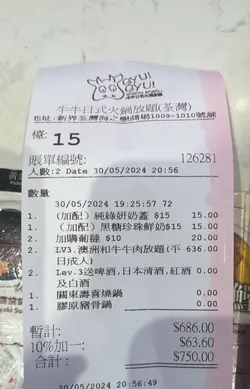 GYU!
GYU!
牛牛日式火鍋放題(荃灣)
地址:新界荃灣海之戀商場1009-1010號舖
檯: 15
賬單編號: 126281
人數:2 Date 30/05/2024 20:56
數量
30/05/2024 19:25:57 72
1. (加配) 純綠妍奶蓋 $15 15.00
1. (加配) 黑糖珍珠鮮奶$15 15.00
2. 加購葡撻 $10 20.00
2. LV3.澳洲和牛牛肉放題(平日成人) 636.00
2. Lev.3送啤酒,日本清酒,紅酒及白酒 0.00
1. 關東壽喜燒鍋 0.00
1. 膠原豬骨鍋 0.00
暫計: $686.00
10%加一: $63.60
合計: $750.00
30/05/2024 20:56:49